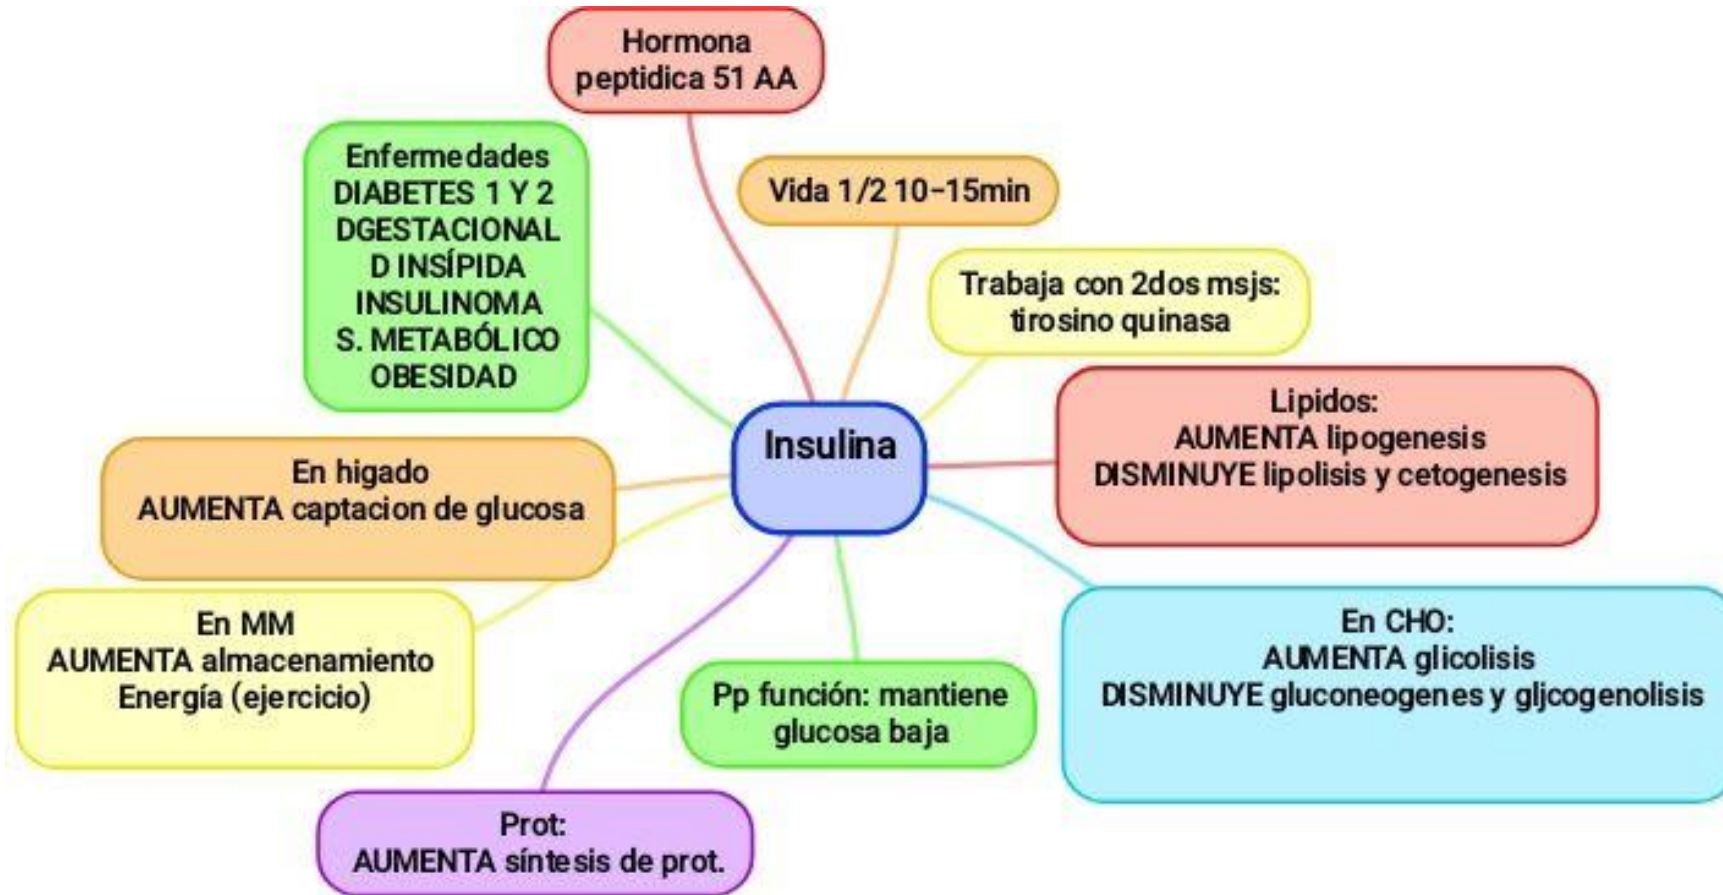 Hormona
peptidica 51 AA
Enfermedades
DIABETES 1 Y 2
DGESTACIONAL
D INSÍPIDA
INSULINOMA
S. METABÓLICO
OBESIDAD
Vida 1/2 10-15min
Trabaja con 2dos msjs:
tirosino quinasa
Insulina
Lipidos:
AUMENTA lipogenesis
DISMINUYE lipolisis y cetogenesis
En higado
AUMENTA captacion de glucosa
En MM
AUMENTA almacenamiento
Energía (ejercicio)
En CHO:
AUMENTA glicolisis
DISMINUYE gluconeogenes y gljcogenolisis
Pp función: mantiene
glucosa baja
Prot:
AUMENTA síntesis de prot.